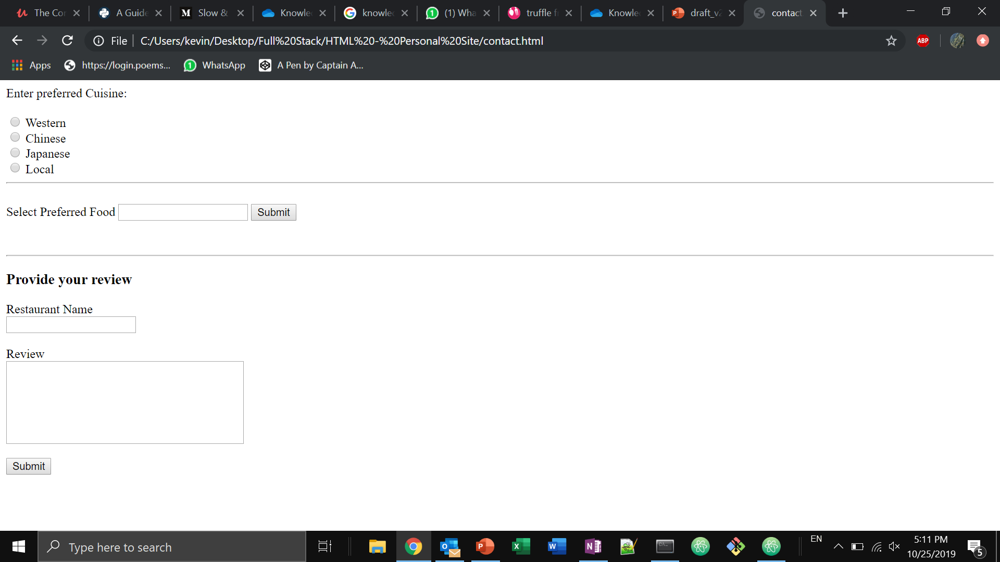 The Cor
A Guide
Slow &
Knowle
knowle
(1) Wha
truffle f
Knowle
draft_v2
contact
File
C:/Users/kevin/Desktop/Full%20Stack/HTML%20-%20Personal%20Site/contact.html
ABP
Apps
https://login.poems...
WhatsApp
A Pen by Captain A...
Enter preferred Cuisine:
Western
Chinese
Japanese
Local
Select Preferred Food
Submit
Provide your review
Restaurant Name
Review
Submit
Type here to search
EN
5:11 PM
10/25/2019
5